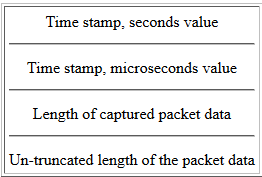 Time stamp, seconds value
Time stamp, microseconds value
Length of captured packet data
Un-truncated length of the packet data